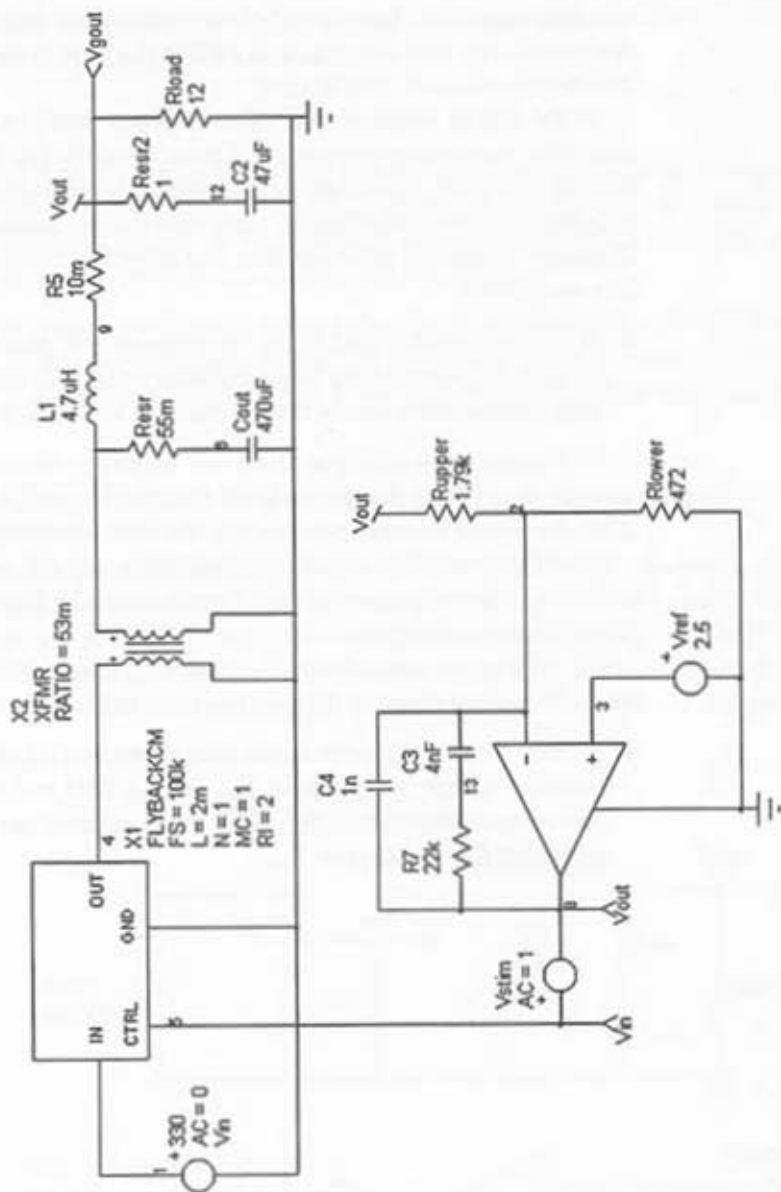 1
+ 330
AC = 0
Vin
IN
OUT
CTRL
GND
5
4
X1
FLYBACKCM
FS = 100k
L = 2m
N = 1
MC = 1
RI = 2
X2
XFMR
RATIO = 53m
L1
4.7uH
9
R5
10m
Vout
Vgout
Resr
55m
6
Cout
470uF
Resr2
1
12
C2
47uF
Rload
12
Vstim
AC = 1
+
Vin
8
Vout
R7
22k
13
C3
4nF
C4
1n
-
+
3
Vref
2.5
+
Vout
Rupper
1.79k
2
Rlower
472